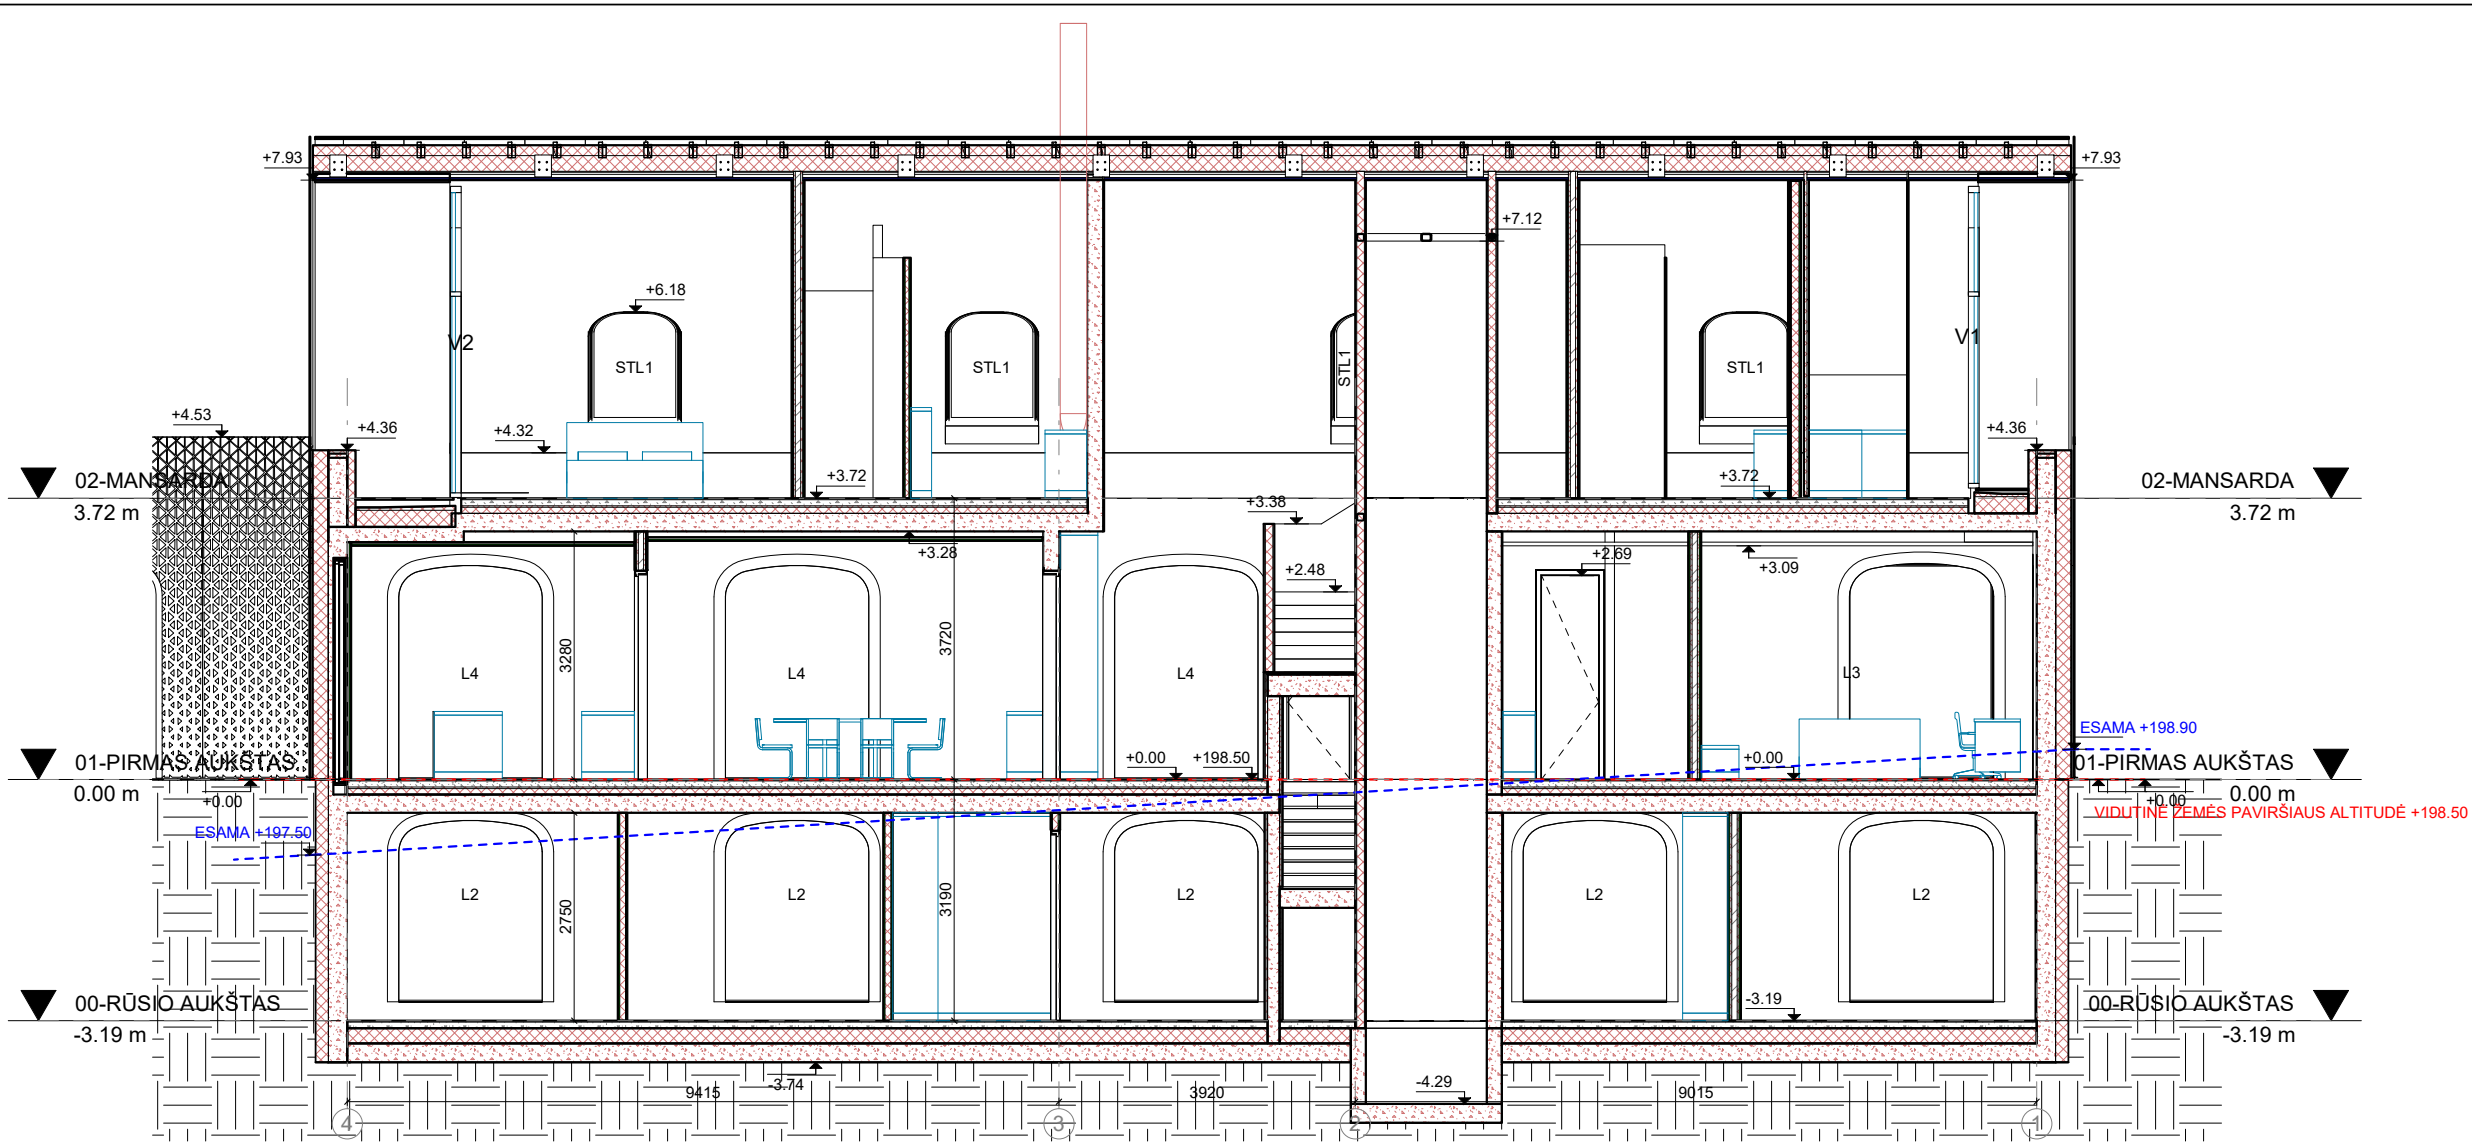 +7.93
+7.93
+7.12
+6.18
V2
V1
STL1
STL1
STL1
STL1
+4.53
+4.36
+4.32
+4.36
02-MANSARDA
+3.72
+3.72
02-MANSARDA
3.72 m
3.72 m
+3.38
+3.28
+2.69
+3.09
+2.48
3280
3720
L4
L4
L4
L3
ESAMA +198.90
01-PIRMAS AUKŠTAS
+0.00
+198.50
+0.00
01-PIRMAS AUKŠTAS
0.00 m
+0.00
+0.00
0.00 m
VIDUTINĖ ŽEMĖS PAVIRŠIAUS ALTITUDĖ +198.50
ESAMA +197.50
L2
L2
L2
L2
L2
2750
3190
00-RŪSIO AUKŠTAS
-3.19
00-RŪSIO AUKŠTAS
-3.19 m
-3.19 m
-3.74
-4.29
9415
3920
9015
4
3
2
1